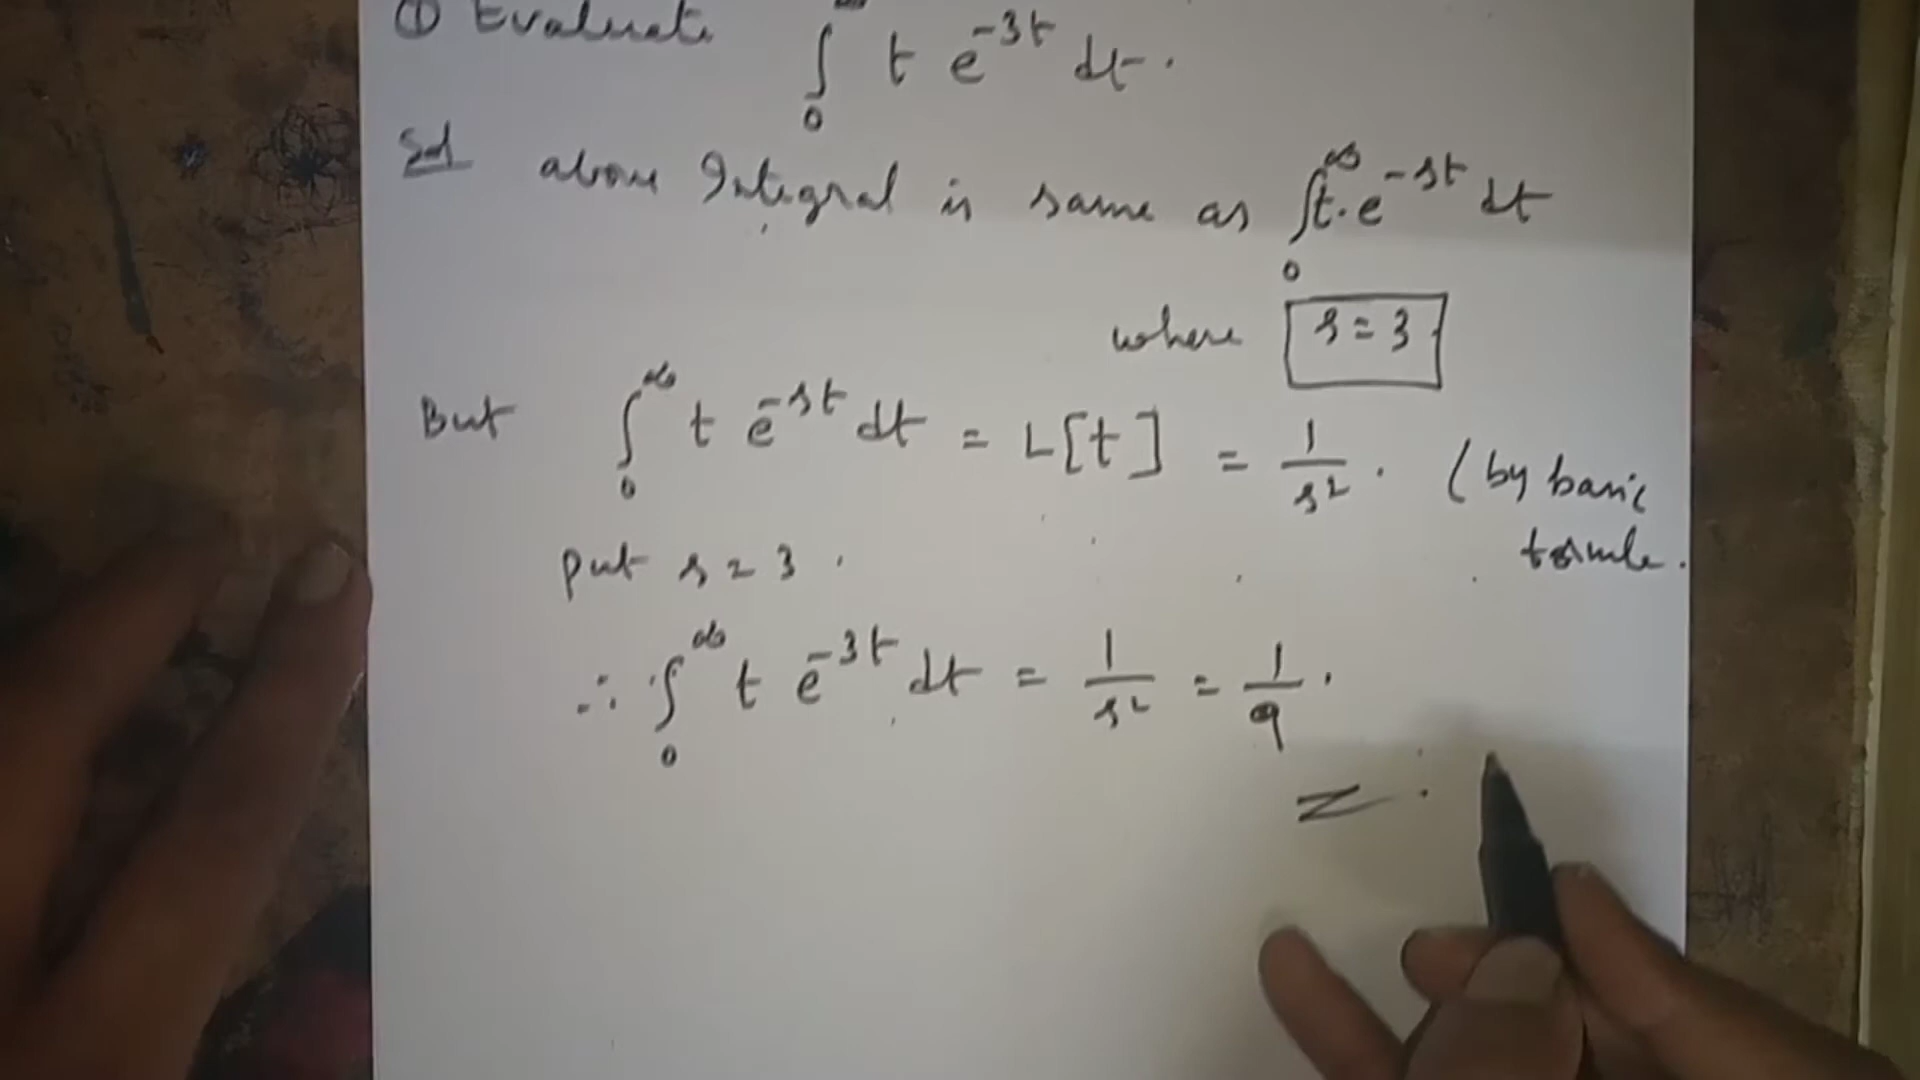 ① Evaluate ∫₀^∞ t e^{-3t} dt.
Sol above Integral is same as ∫₀^∞ t.e^{-st} dt
where s=3
But ∫₀^∞ t e^{-st} dt = L[t] = 1/s². (by basic
formule.
put s=3.
∴ ∫₀^∞ t e^{-3t} dt = 1/s² = 1/9.